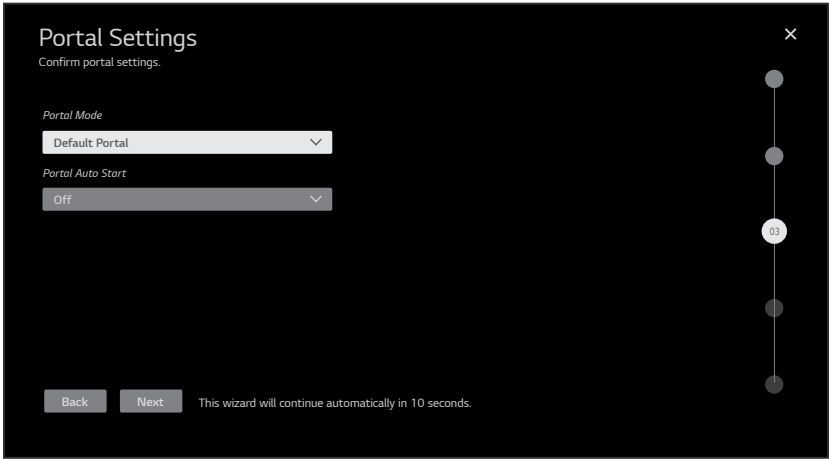 Portal Settings
Confirm portal settings.
Portal Mode
Default Portal
Portal Auto Start
Off
03
Back
Next
This wizard will continue automatically in 10 seconds.